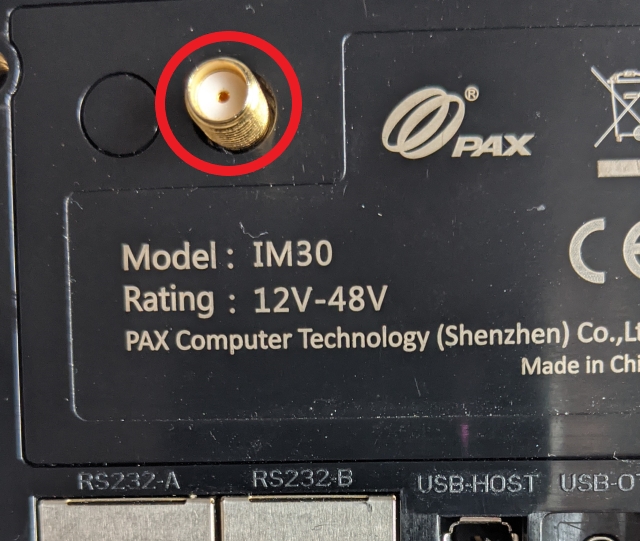 ®
PAX
Model : IM30
Rating : 12V-48V
PAX Computer Technology (Shenzhen) Co.,Lt
Made in Chi
RS232-A
RS232-B
USB-HOST
USB-O
CE